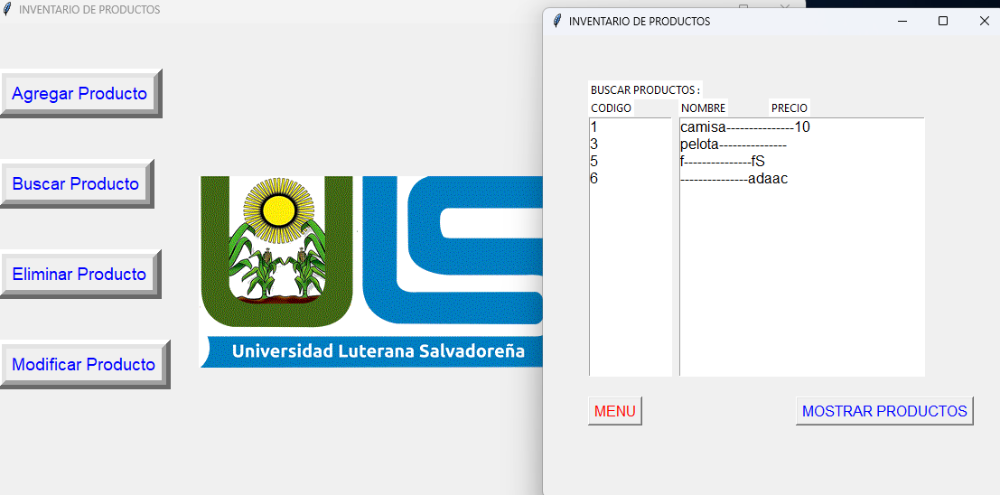 INVENTARIO DE PRODUCTOS
Agregar Producto
Buscar Producto
Eliminar Producto
Modificar Producto
Universidad Luterana Salvadoreña
INVENTARIO DE PRODUCTOS
BUSCAR PRODUCTOS :
CODIGO NOMBRE PRECIO
1 camisa---------------10
3 pelota---------------
5 f---------------fS
6 ---------------adaac
MENU MOSTRAR PRODUCTOS